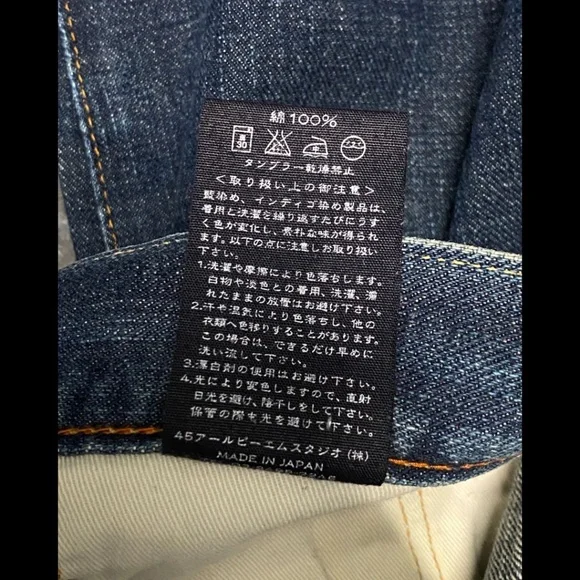 綿 100%
タンブラー乾燥禁止
<取り扱い上の御注意>
藍染め、インディゴ染め製品は、
着用と洗濯を繰り返すたびにうす
く色が変化し、素朴な味が得られ
ます。以下の点に注意しお取り扱い
下さい。
1.洗濯や摩擦により色落ちします。
白物や淡色との着用、洗濯、濡
れたままの放置はお避け下さい。
2.汗や湿気により色落ちし、他の
衣類へ色移りすることがあります。
この場合は、できるだけ早めに
洗い流して下さい。
3.漂白剤の使用はお避け下さい。
4.光により変色しますので、直射
日光を避け、陰干しをして下さい。
保管の際も光をお避け下さい。
45アールピーエムスタジオ(株)
MADE IN JAPAN